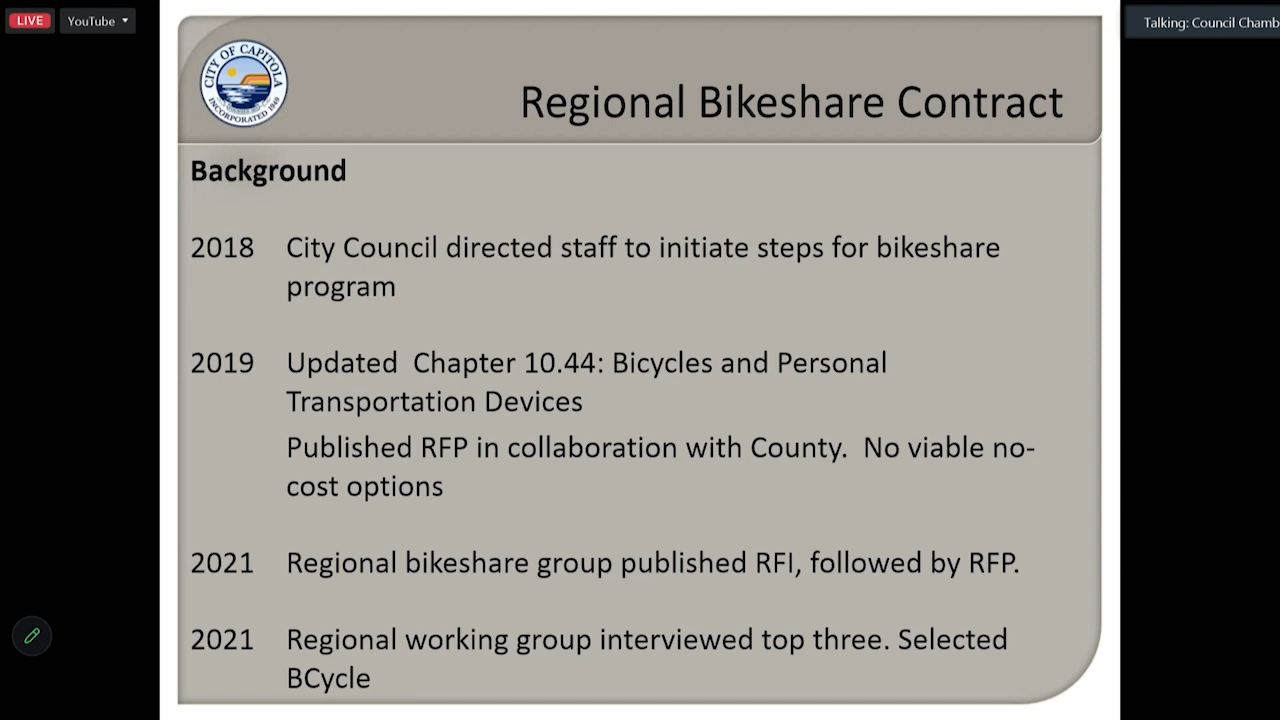 LIVE
YouTube
Talking: Council Chamb
CITY OF CAPITOLA
INCORPORATED 1949
Regional Bikeshare Contract
Background
2018 City Council directed staff to initiate steps for bikeshare
program
2019 Updated Chapter 10.44: Bicycles and Personal
Transportation Devices
Published RFP in collaboration with County. No viable no-
cost options
2021 Regional bikeshare group published RFI, followed by RFP.
2021 Regional working group interviewed top three. Selected
BCycle